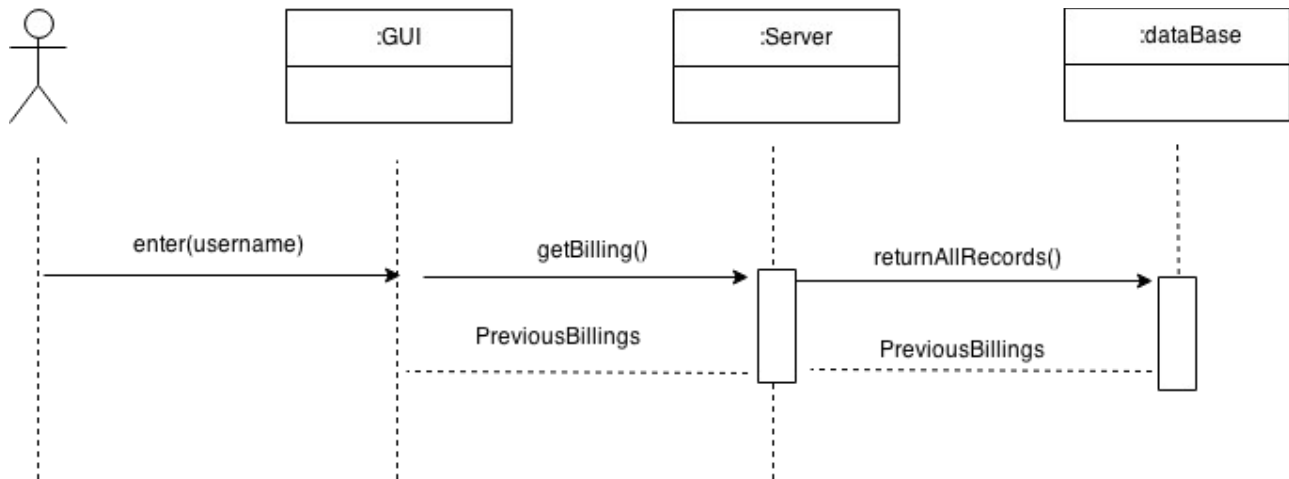 :GUI
:Server
:dataBase
enter(username)
getBilling()
returnAllRecords()
PreviousBillings
PreviousBillings